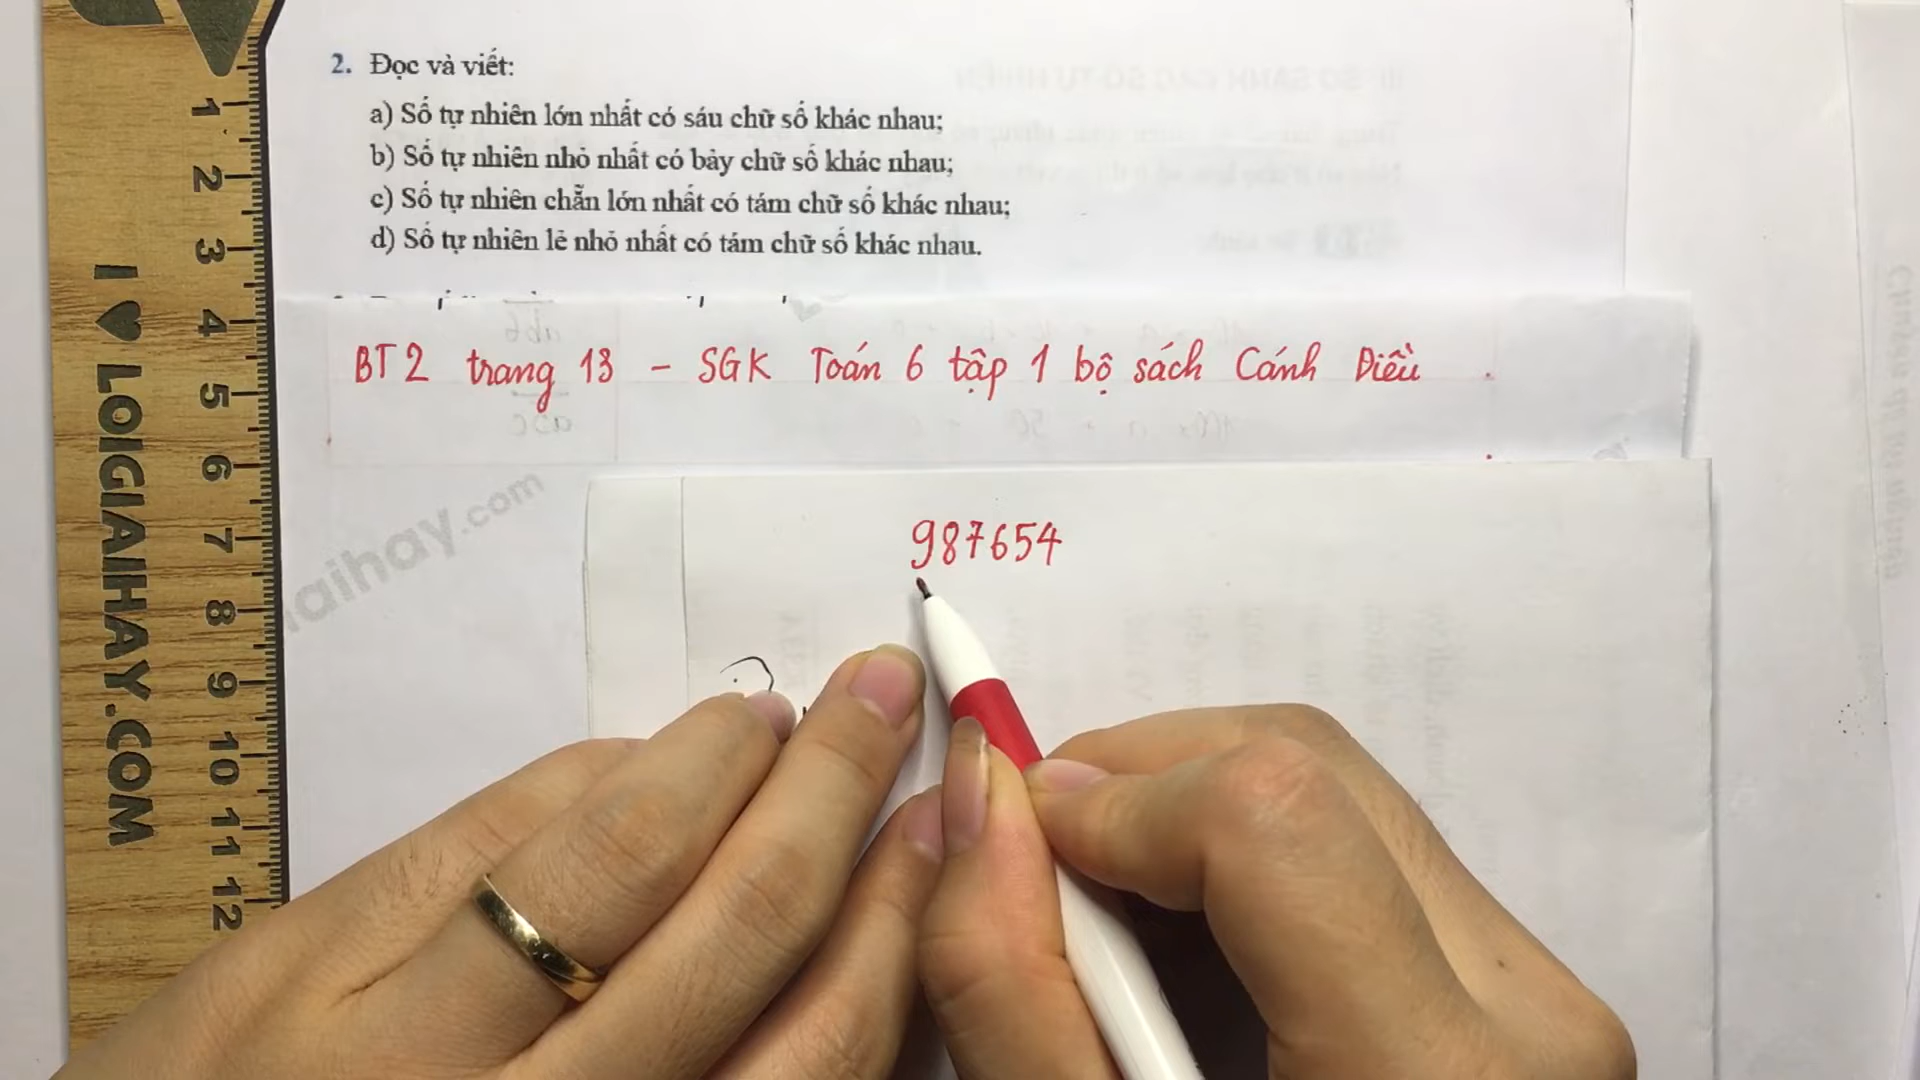 2. Đọc và viết:
a) Số tự nhiên lớn nhất có sáu chữ số khác nhau;
b) Số tự nhiên nhỏ nhất có bảy chữ số khác nhau;
c) Số tự nhiên chẵn lớn nhất có tám chữ số khác nhau;
d) Số tự nhiên lẻ nhỏ nhất có tám chữ số khác nhau.
BT2 trang 13 - SGK Toán 6 tập 1 bộ sách Cánh Diều
987654
aihay.com
I ♥ LOIGIAIHAY.COM
1 2 3 4 5 6 7 8 9 10 11 12